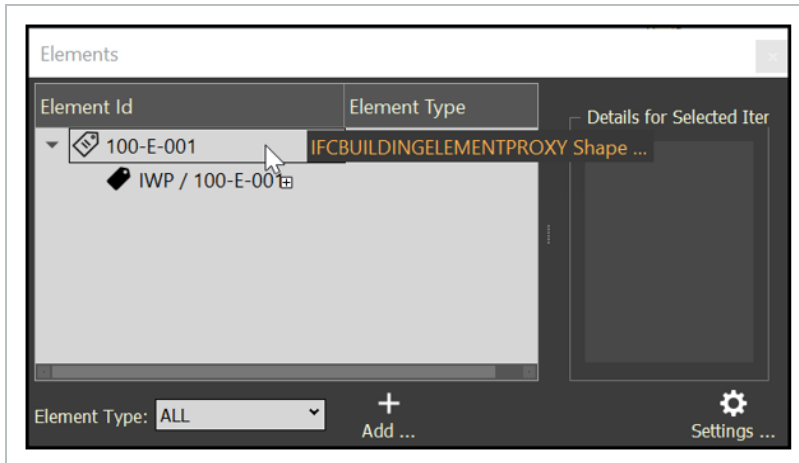 Elements
Element Id Element Type
Details for Selected Iter
100-E-001
IFCBUILDINGELEMENTPROXY Shape ...
IWP / 100-E-001
Element Type: ALL
Add ...
Settings ...